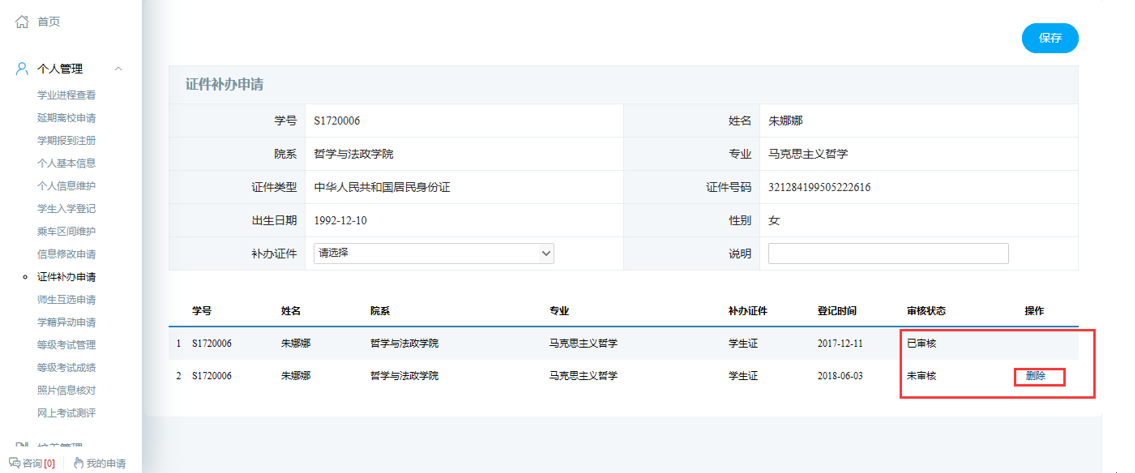 首页
保存
个人管理
学业进程查看
延期离校申请
学期报到注册
个人基本信息
个人信息维护
学生入学登记
乘车区间维护
信息修改申请
证件补办申请
师生互选申请
学籍异动申请
等级考试管理
等级考试成绩
照片信息核对
网上考试测评
咨询[0] 我的申请
证件补办申请
学号 S1720006 姓名 朱娜娜
院系 哲学与法政学院 专业 马克思主义哲学
证件类型 中华人民共和国居民身份证 证件号码 321284199505222616
出生日期 1992-12-10 性别 女
补办证件 请选择 说明
学号 姓名 院系 专业 补办证件 登记时间 审核状态 操作
1 S1720006 朱娜娜 哲学与法政学院 马克思主义哲学 学生证 2017-12-11 已审核
2 S1720006 朱娜娜 哲学与法政学院 马克思主义哲学 学生证 2018-06-03 未审核 删除